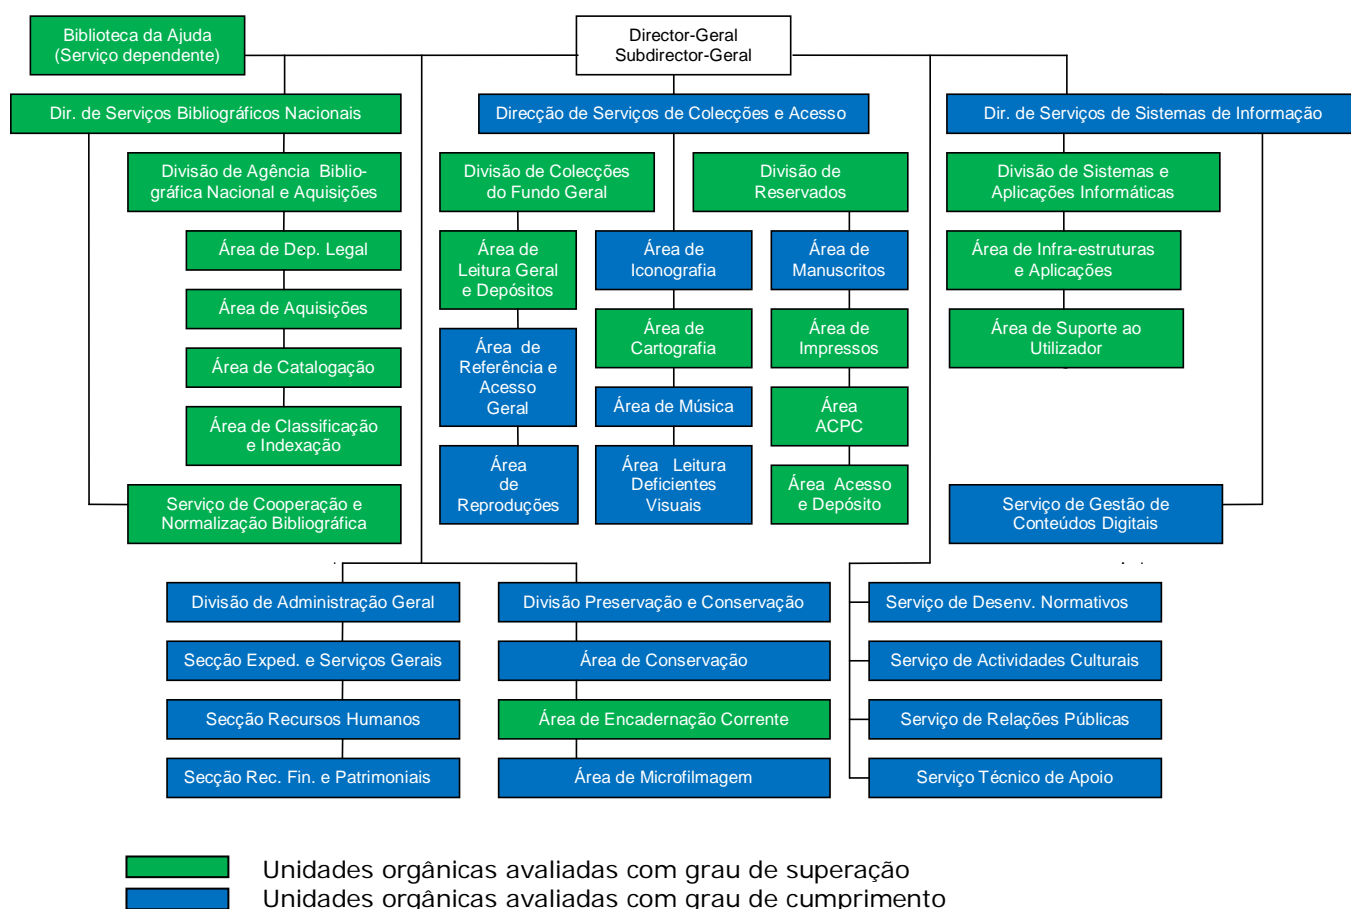 Biblioteca da Ajuda
(Serviço dependente)
Director-Geral
Subdirector-Geral
Dir. de Serviços Bibliográficos Nacionais
Direcção de Serviços de Colecções e Acesso
Dir. de Serviços de Sistemas de Informação
Divisão de Agência Biblio-
gráfica Nacional e Aquisições
Divisão de Colecções
do Fundo Geral
Divisão de
Reservados
Divisão de Sistemas e
Aplicações Informáticas
Área de Dep. Legal
Área de Aquisições
Área de Catalogação
Área de Classificação
e Indexação
Serviço de Cooperação e
Normalização Bibliográfica
Área de
Leitura Geral
e Depósitos
Área de
Referência e
Acesso
Geral
Área
de
Reproduções
Área de
Iconografia
Área de
Cartografia
Área de Música
Área Leitura
Deficientes
Visuais
Área de
Manuscritos
Área de
Impressos
Área
ACPC
Área Acesso
e Depósito
Área de Infra-estruturas
e Aplicações
Área de Suporte ao
Utilizador
Serviço de Gestão de
Conteúdos Digitais
Divisão de Administração Geral
Secção Exped. e Serviços Gerais
Secção Recursos Humanos
Secção Rec. Fin. e Patrimoniais
Divisão Preservação e Conservação
Área de Conservação
Área de Encadernação Corrente
Área de Microfilmagem
Serviço de Desenv. Normativos
Serviço de Actividades Culturais
Serviço de Relações Públicas
Serviço Técnico de Apoio
Unidades orgânicas avaliadas com grau de superação
Unidades orgânicas avaliadas com grau de cumprimento